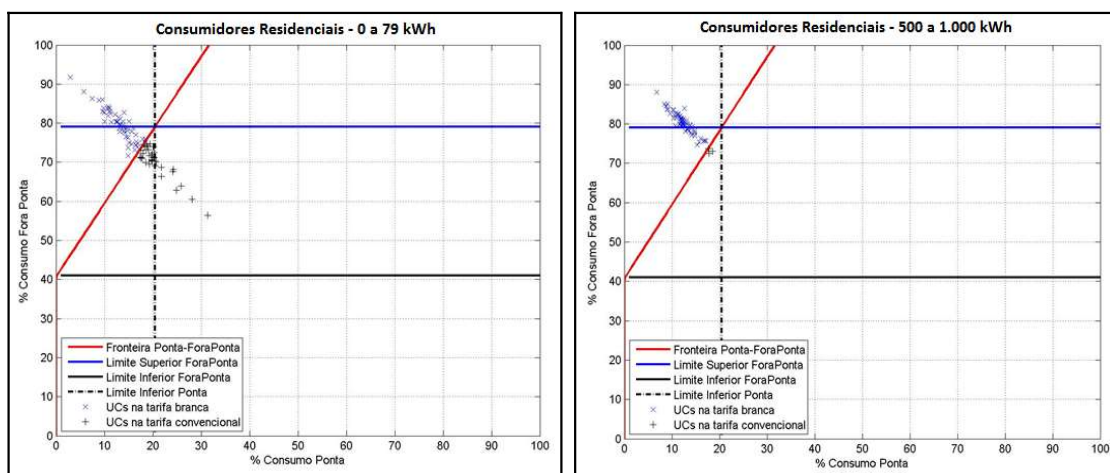 Consumidores Residenciais - 0 a 79 kWh
100
90
80
70
60
50
40
30
20
10
0
% Consumo Fora Ponta
Fronteira Ponta-ForaPonta
Limite Superior ForaPonta
Limite Inferior ForaPonta
Limite Inferior Ponta
UCs na tarifa branca
UCs na tarifa convencional
0 10 20 30 40 50 60 70 80 90 100
% Consumo Ponta
Consumidores Residenciais - 500 a 1.000 kWh
100
90
80
70
60
50
40
30
20
10
0
% Consumo Fora Ponta
Fronteira Ponta-ForaPonta
Limite Superior ForaPonta
Limite Inferior ForaPonta
Limite Inferior Ponta
UCs na tarifa branca
UCs na tarifa convencional
0 10 20 30 40 50 60 70 80 90 100
% Consumo Ponta